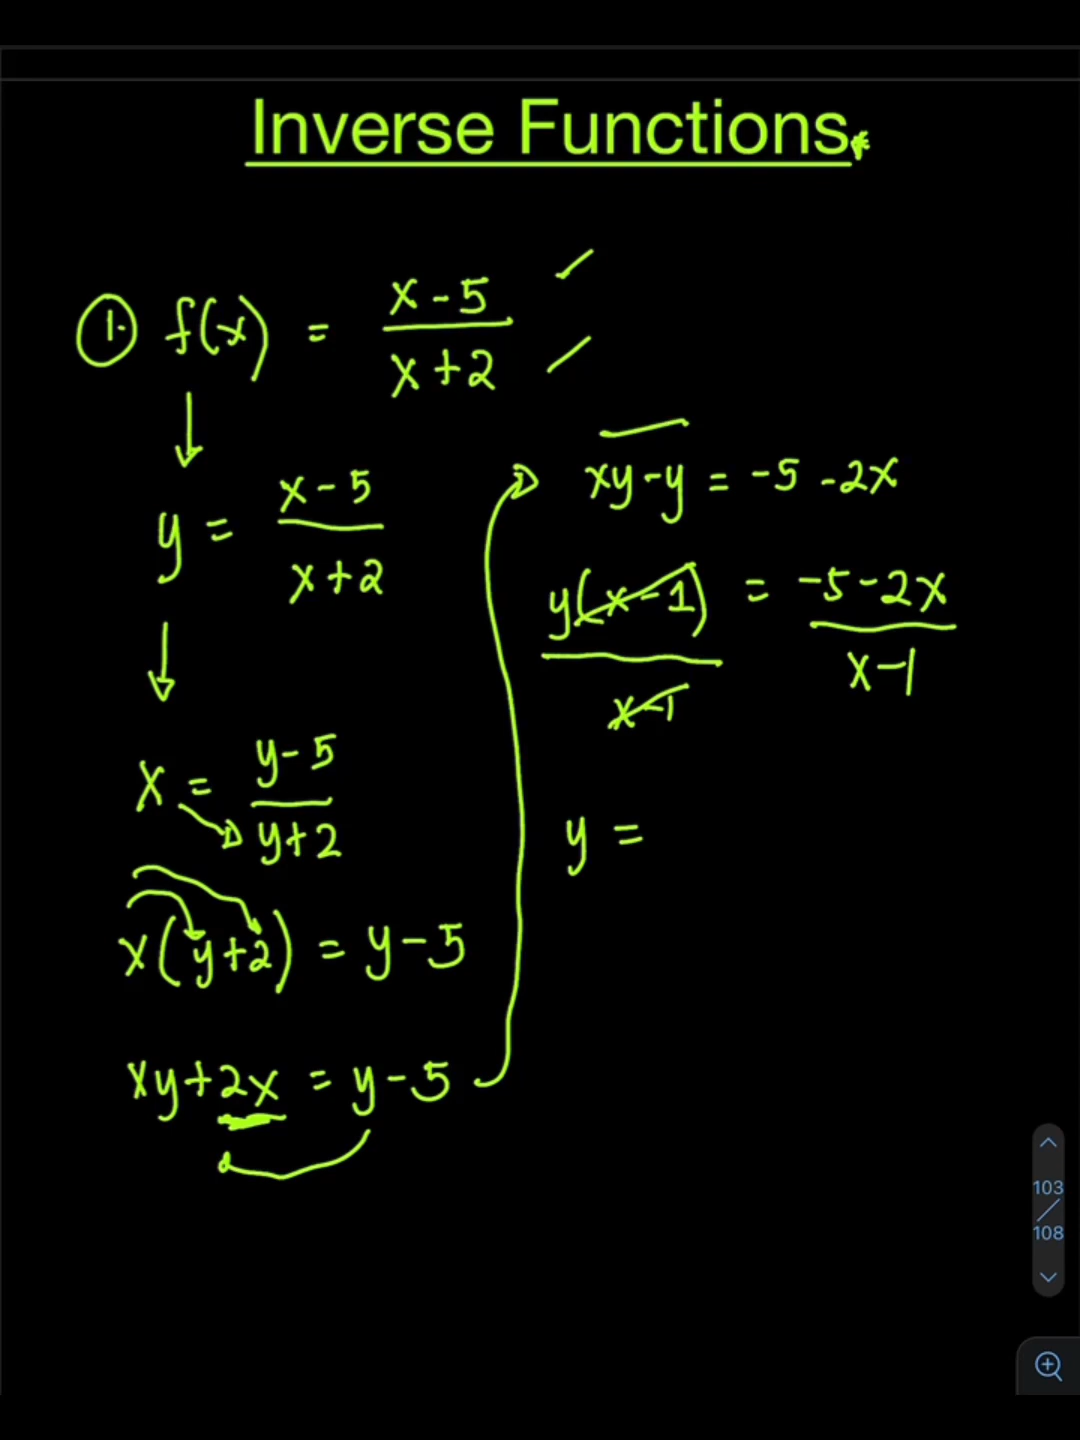 Inverse Functions
1. f(x) = x-5
x+2
y = x-5
x+2
x = y-5
y+2
x(y+2) = y-5
xy+2x = y-5
xy-y = -5 -2x
y(x-1) = -5-2x
x-1 x-1
y =
103
/
108